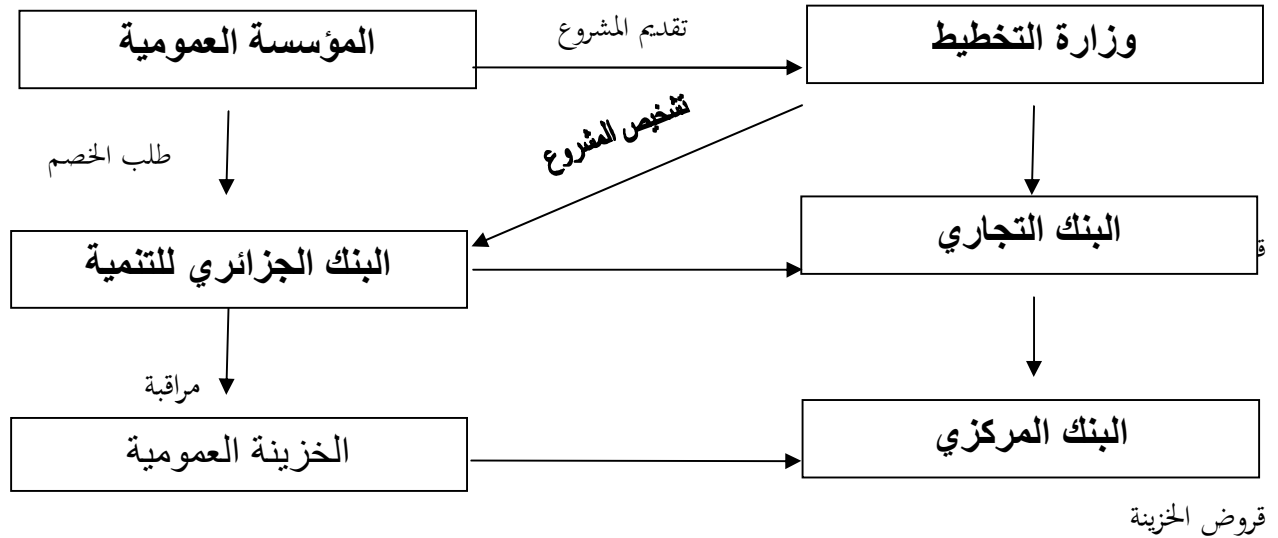 وزارة التخطيط
تقديم المشروع
المؤسسة العمومية
تشخيص المشروع
طلب الخصم
البنك التجاري
البنك الجزائري للتنمية
مراقبة
البنك المركزي
الخزينة العمومية
قروض الخزينة